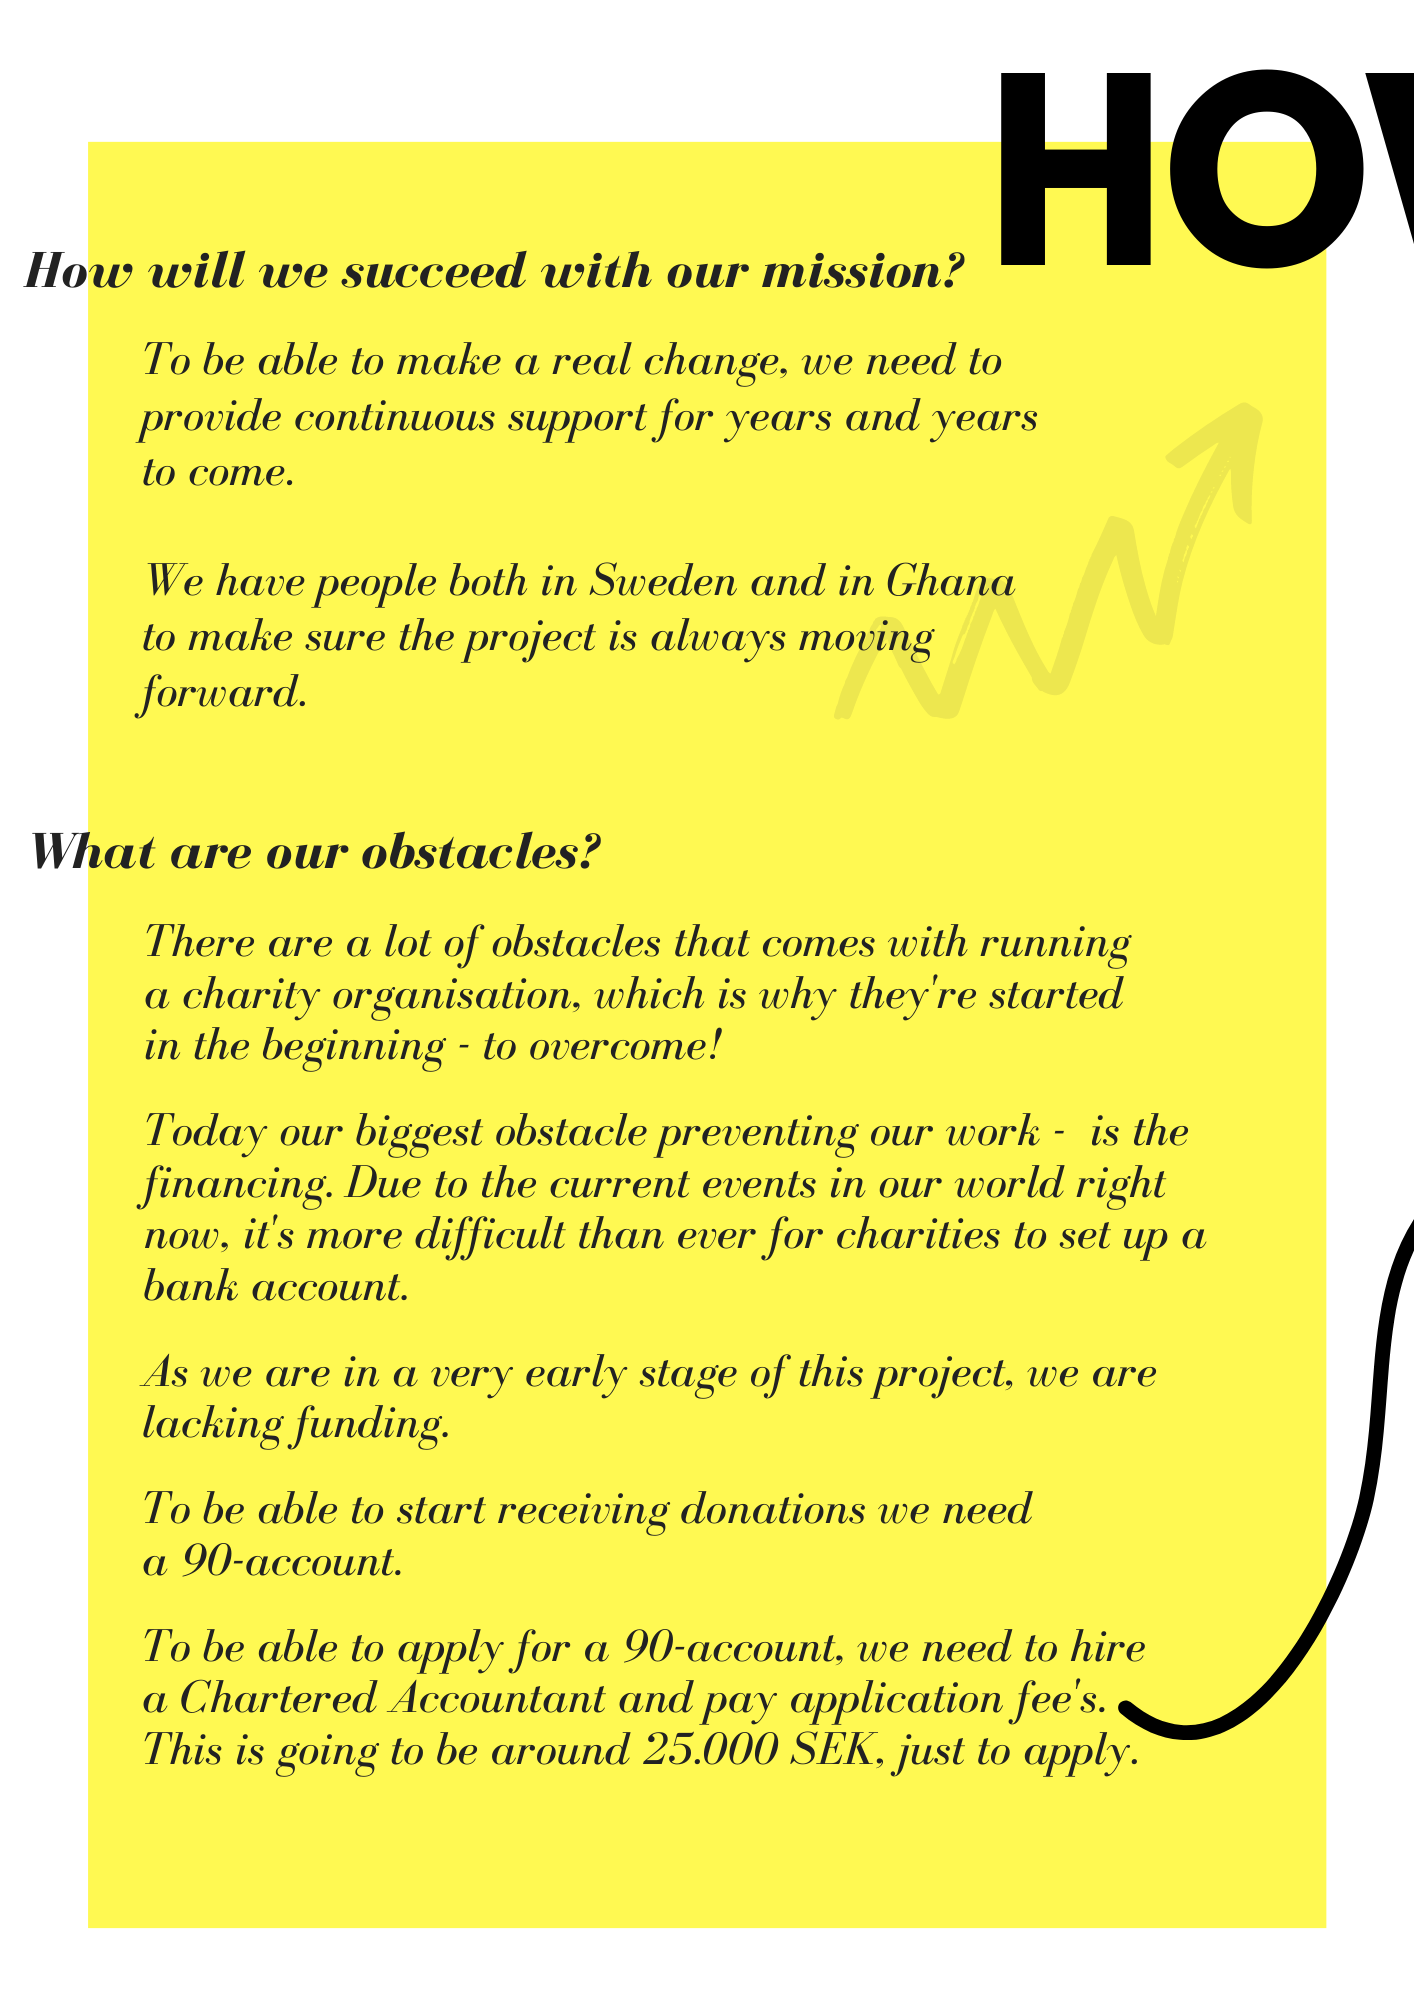 HOW
How will we succeed with our mission?
To be able to make a real change, we need to
provide continuous support for years and years
to come.
We have people both in Sweden and in Ghana
to make sure the project is always moving
forward.
What are our obstacles?
There are a lot of obstacles that comes with running
a charity organisation, which is why they're started
in the beginning - to overcome!
Today our biggest obstacle preventing our work -  is the
financing. Due to the current events in our world right
now, it's more difficult than ever for charities to set up a
bank account.
As we are in a very early stage of this project, we are
lacking funding.
To be able to start receiving donations we need
a 90-account.
To be able to apply for a 90-account, we need to hire
a Chartered Accountant and pay application fee's.
This is going to be around 25.000 SEK, just to apply.